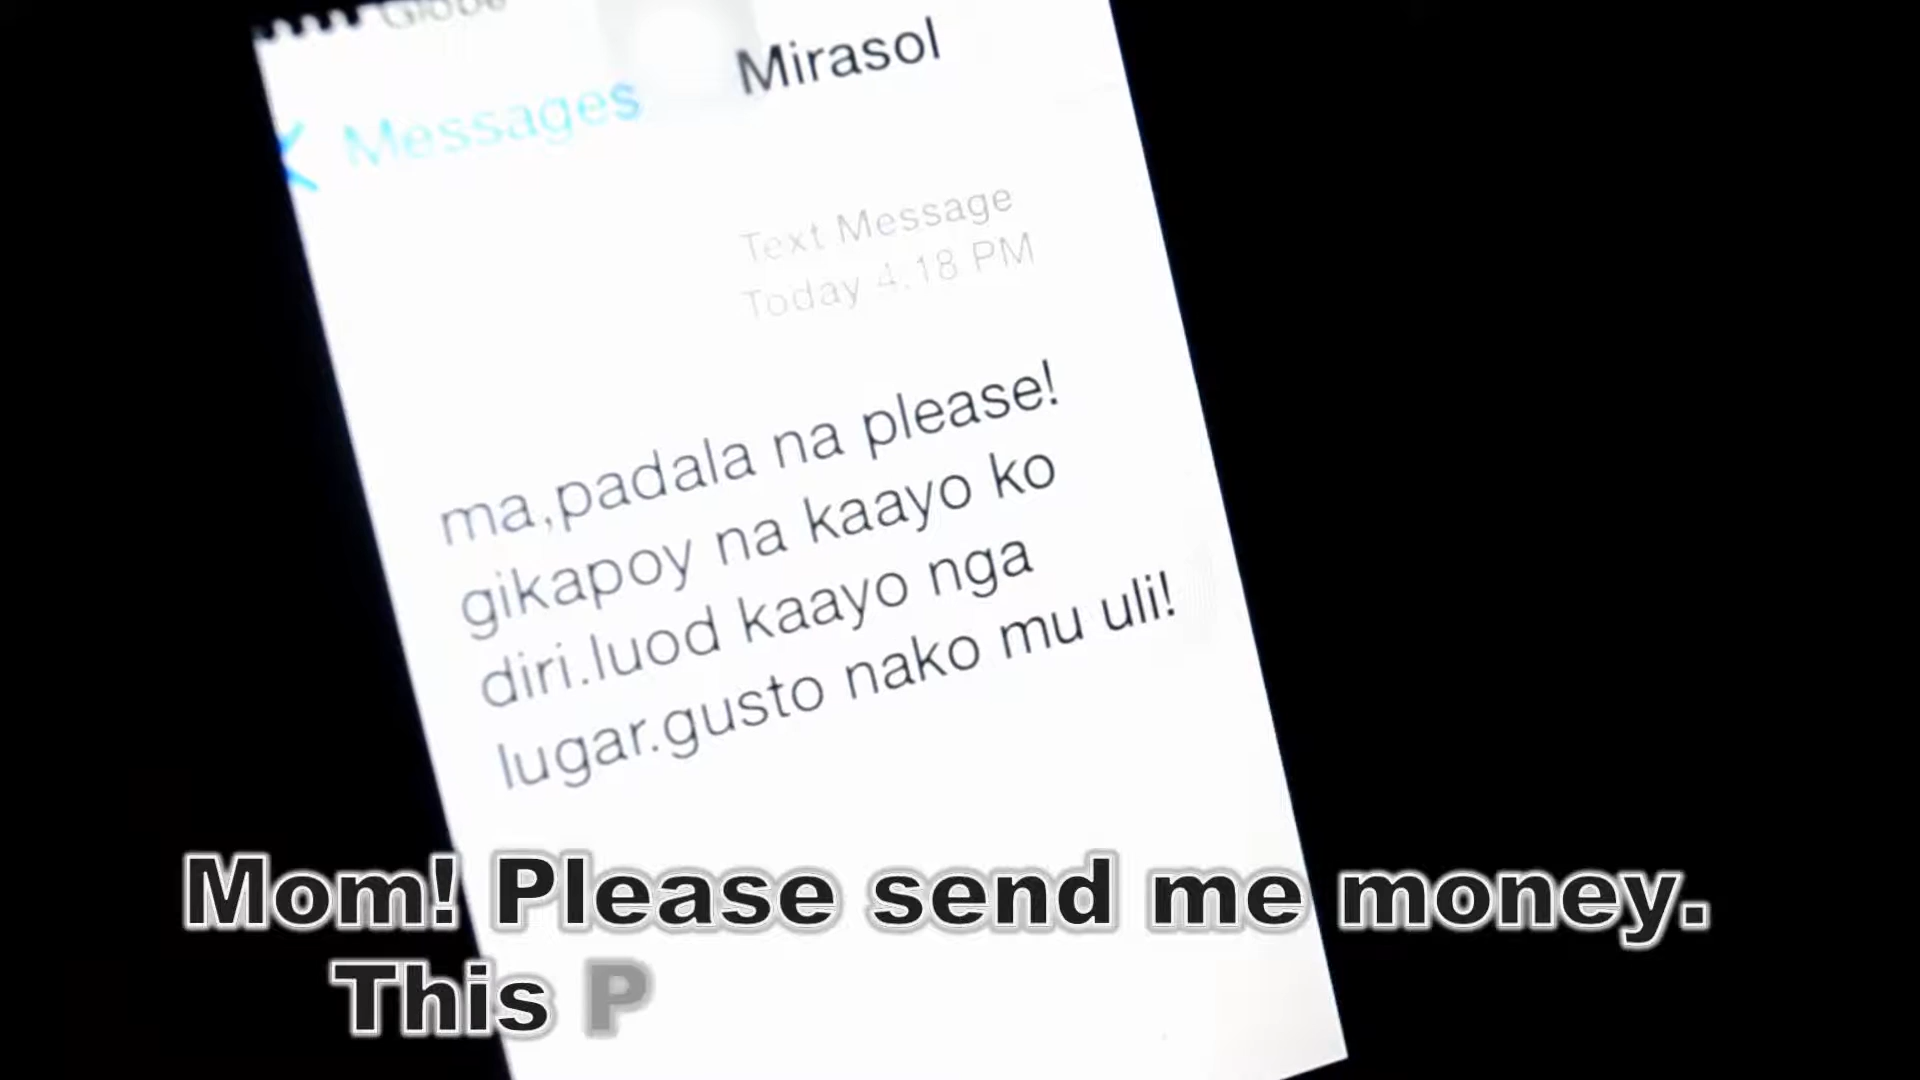 Globe
Messages
Mirasol
Text Message
Today 4.18 PM
ma,padala na please!
gikapoy na kaayo ko
diri.luod kaayo nga
lugar.gusto nako mu uli!
Mom! Please send me money.
This P